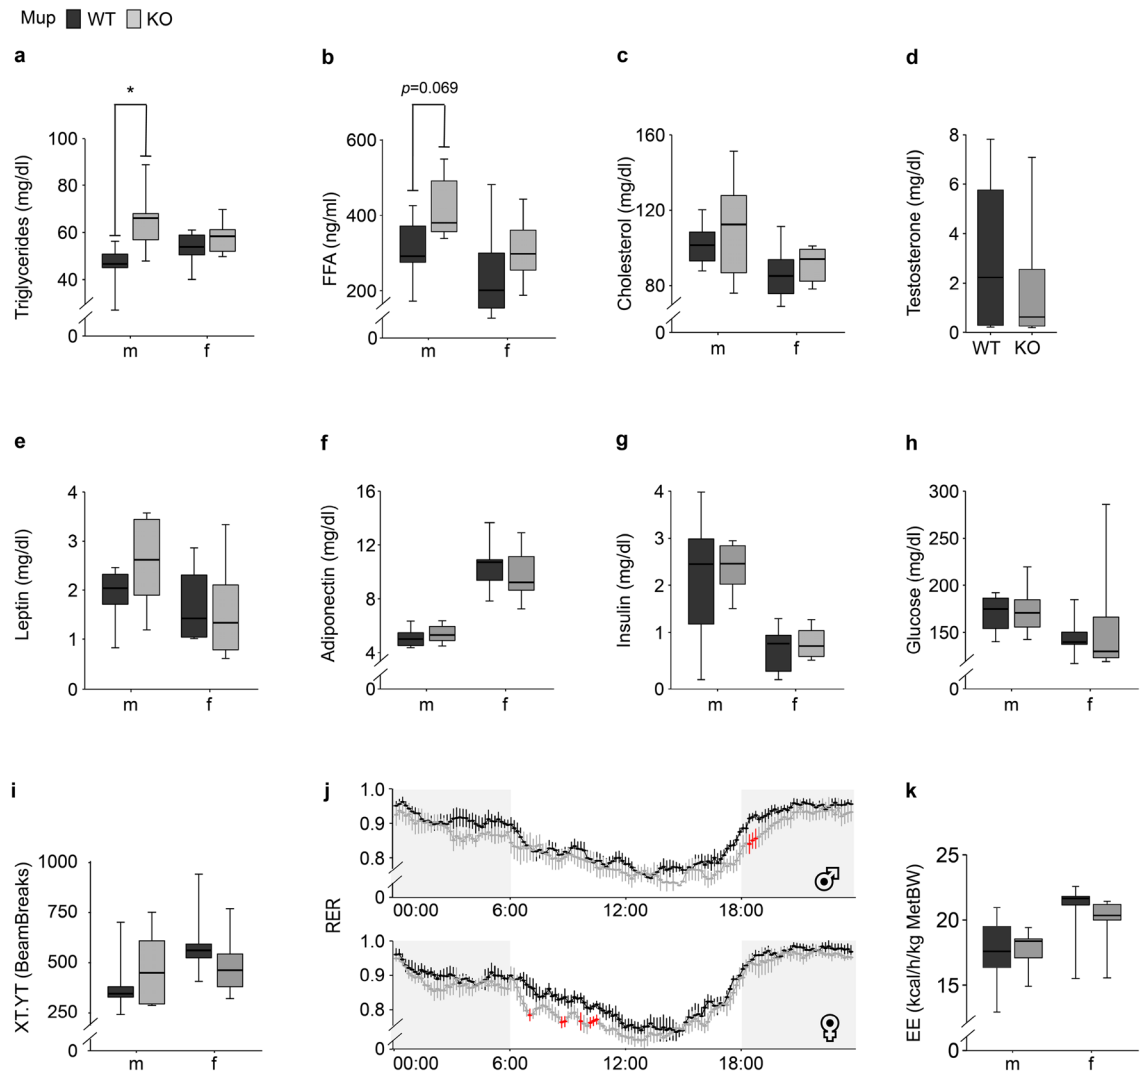 Mup WT KO
a
b
c
d
*
p=0.069
Triglycerides (mg/dl)
100
80
60
40
0
m f
FFA (ng/ml)
600
400
200
0
m f
Cholesterol (mg/dl)
160
120
80
0
m f
Testosterone (mg/dl)
8
6
4
2
0
WT KO
e
f
g
h
Leptin (mg/dl)
4
3
2
1
0
m f
Adiponectin (mg/dl)
16
12
8
4
0
m f
Insulin (mg/dl)
4
3
2
1
0
m f
Glucose (mg/dl)
300
250
200
150
0
m f
i
j
k
XT.YT (BeamBreaks)
1000
750
500
250
0
m f
RER
1.0
0.9
0.8
0
00:00 6:00 12:00 18:00
1.0
0.9
0.8
0
00:00 6:00 12:00 18:00
EE (kcal/h/kg MetBW)
25
20
15
0
m f